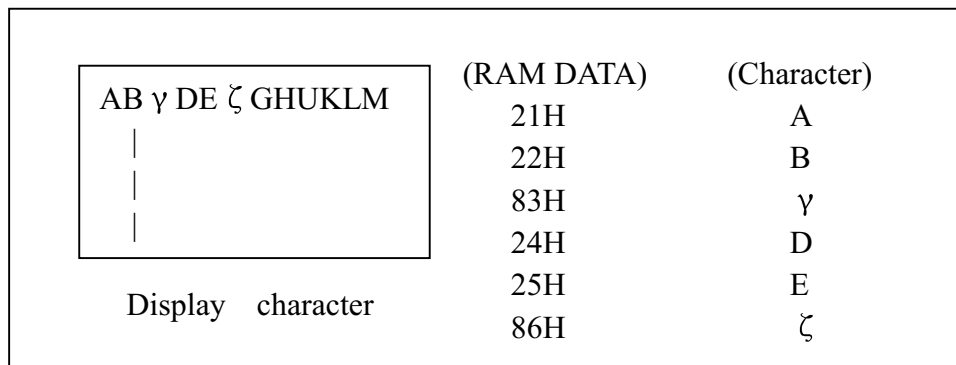 AB γ DE ζ GHUKLM
|
|
|
Display character
(RAM DATA) (Character)
21H A
22H B
83H γ
24H D
25H E
86H ζ